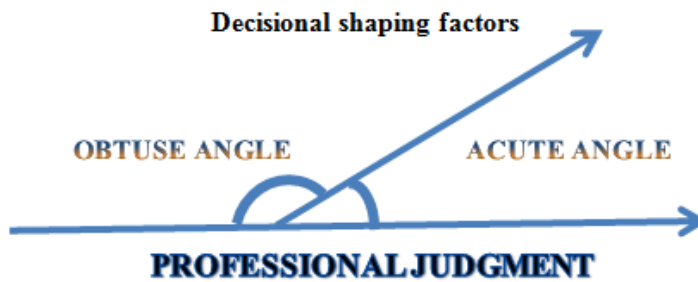 Decisional shaping factors
OBTUSE ANGLE
ACUTE ANGLE
PROFESSIONAL JUDGMENT